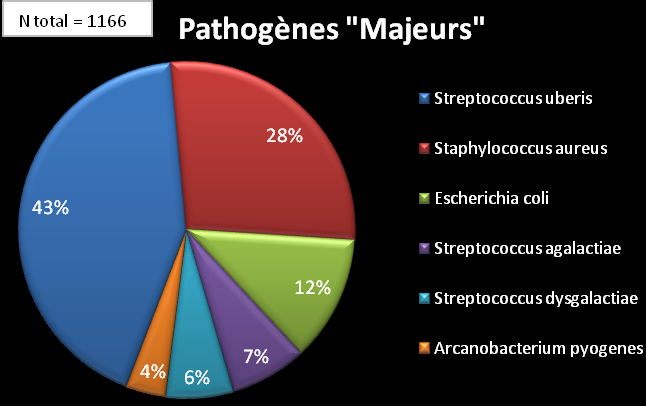 N total = 1166
Pathogènes "Majeurs"
28%
43%
12%
7%
6%
4%
Streptococcus uberis
Staphylococcus aureus
Escherichia coli
Streptococcus agalactiae
Streptococcus dysgalactiae
Arcanobacterium pyogenes